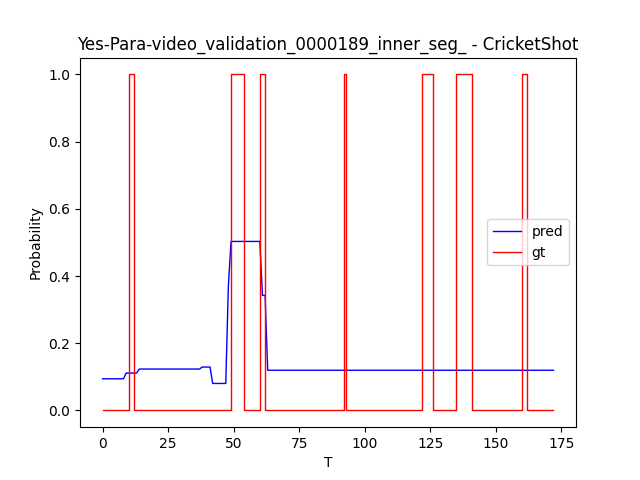 Yes-Para-video_validation_0000189_inner_seg_ - CricketShot
1.0
0.8
0.6
0.4
0.2
0.0
Probability
pred
gt
0
25
50
75
100
125
150
175
T